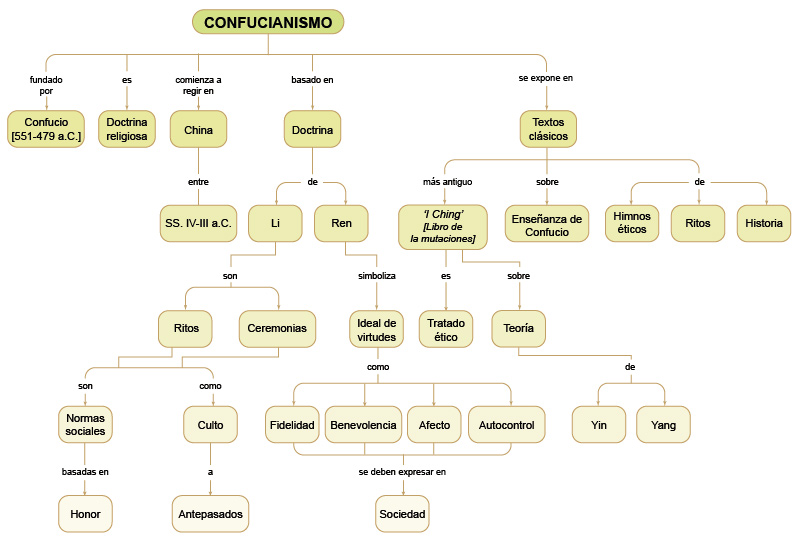 CONFUCIANISMO
fundado
por
es
comienza a
regir en
basado en
se expone en
Confucio
[551-479 a.C.]
Doctrina
religiosa
China
Doctrina
Textos
clásicos
entre
de
más antiguo
sobre
de
SS. IV-III a.C.
Li
Ren
'I Ching'
[Libro de
la mutaciones]
Enseñanza de
Confucio
Himnos
éticos
Ritos
Historia
son
simboliza
es
sobre
Ritos
Ceremonias
Ideal de
virtudes
Tratado
ético
Teoría
como
de
son
como
Normas
sociales
Culto
Fidelidad
Benevolencia
Afecto
Autocontrol
Yin
Yang
basadas en
a
se deben expresar en
Honor
Antepasados
Sociedad